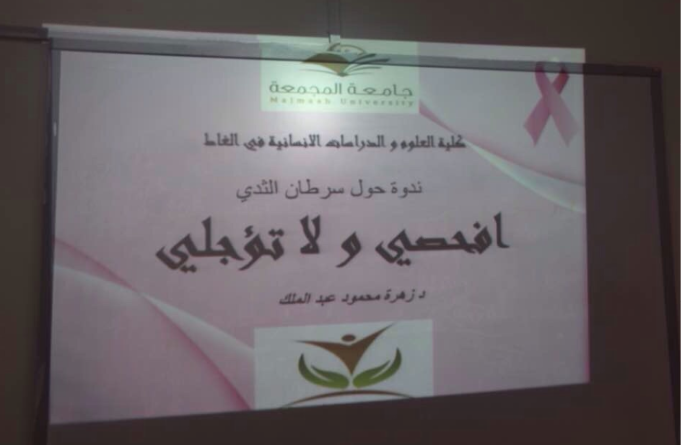 جامعة المجمعة
Majmaah University
كلية العلوم و الدراسات الانسانية في الغاط
ندوة حول سرطان الثدي
افحصي و لا تؤجلي
د زهرة محمود عبد الملك